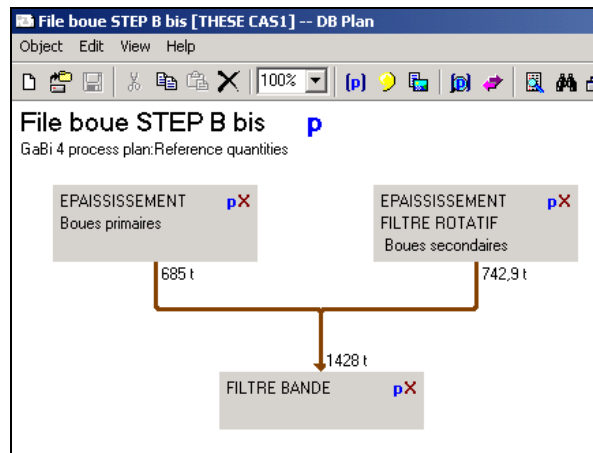 File boue STEP B bis [THESE CAS1] -- DB Plan
Object Edit View Help
100% (p) (p)
File boue STEP B bis p
GaBi 4 process plan:Reference quantities
EPAISSISSEMENT pX
Boues primaires
EPAISSISSEMENT pX
FILTRE ROTATIF
Boues secondaires
685 t
742,9 t
1428 t
FILTRE BANDE pX